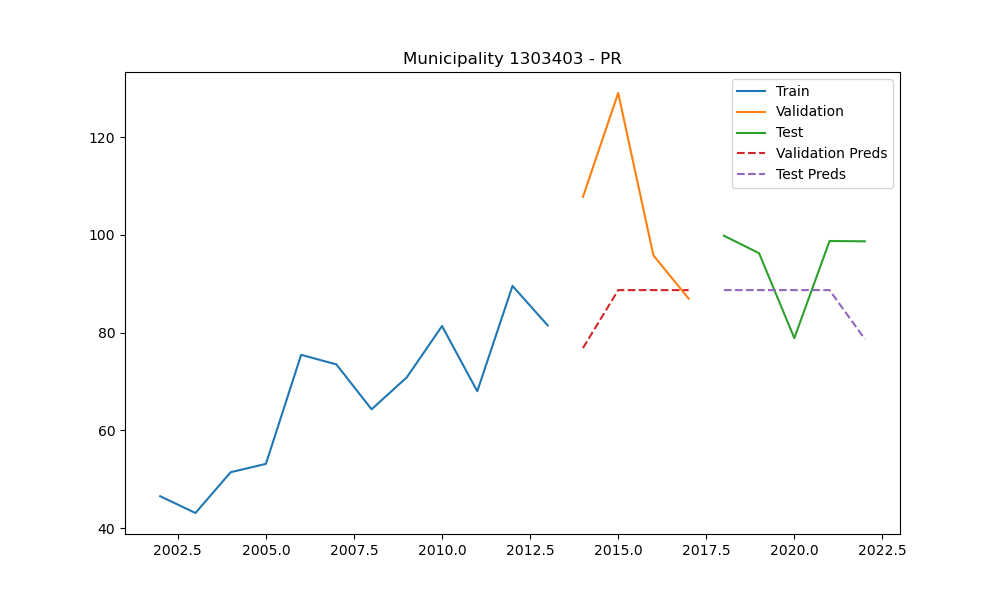 Municipality 1303403 - PR
Train
Validation
Test
Validation Preds
Test Preds
120
100
80
60
40
2002.5 2005.0 2007.5 2010.0 2012.5 2015.0 2017.5 2020.0 2022.5